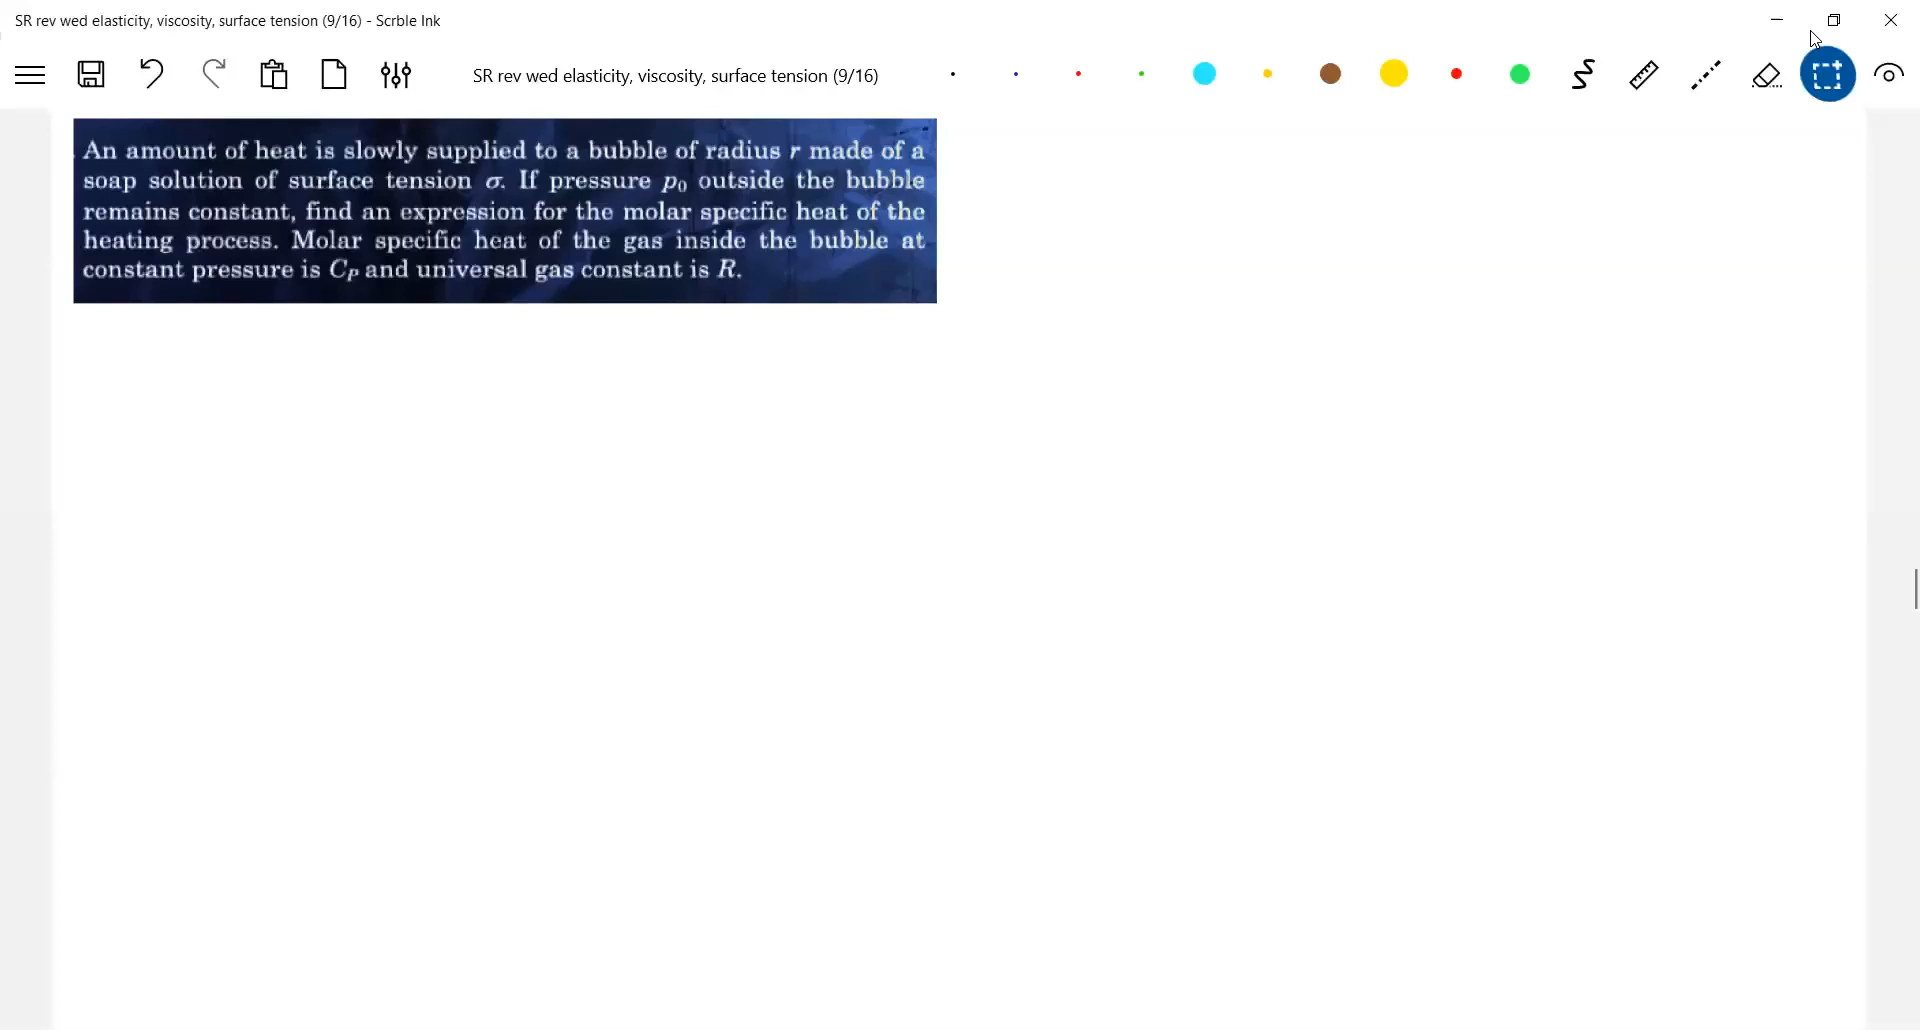 SR rev wed elasticity, viscosity, surface tension (9/16) - Scrble Ink
SR rev wed elasticity, viscosity, surface tension (9/16)
An amount of heat is slowly supplied to a bubble of radius r made of a
soap solution of surface tension σ. If pressure p₀ outside the bubble
remains constant, find an expression for the molar specific heat of the
heating process. Molar specific heat of the gas inside the bubble at
constant pressure is C_P and universal gas constant is R.